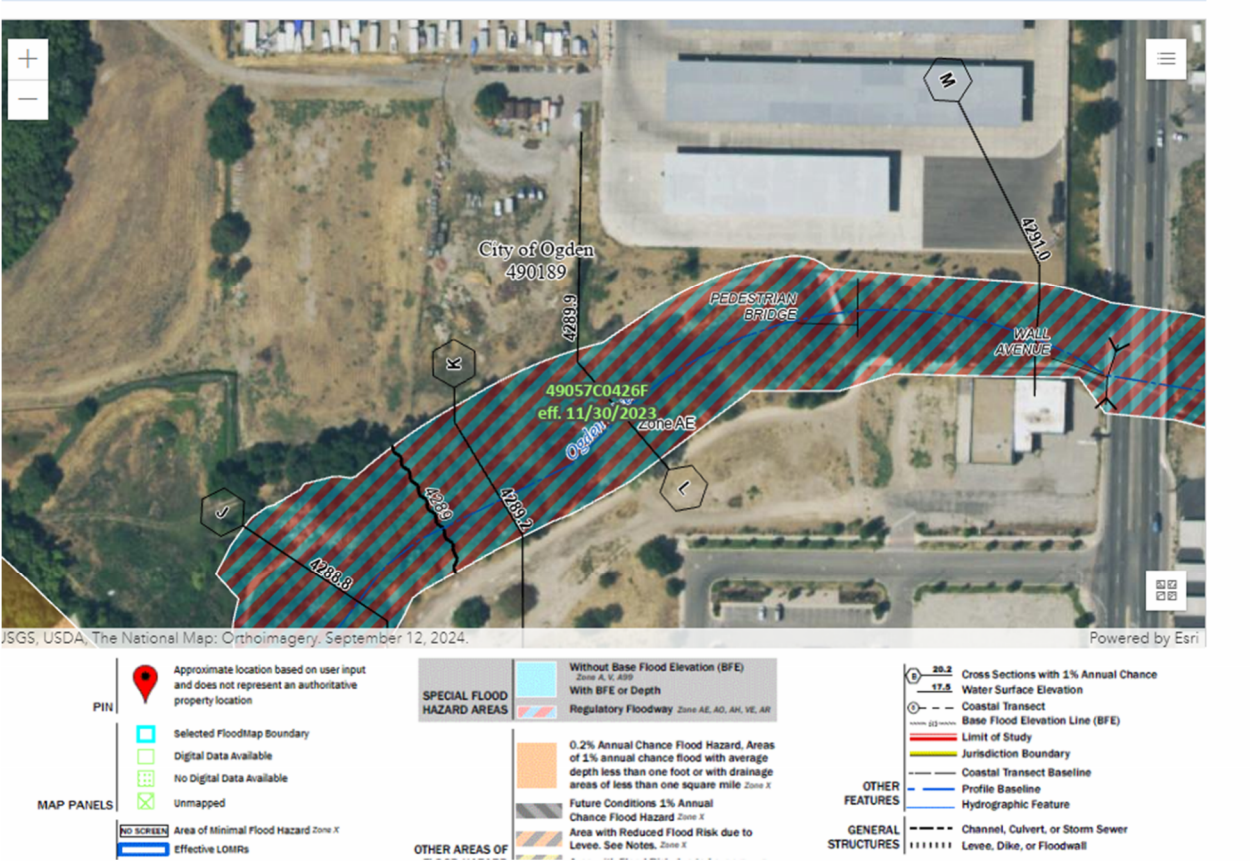 +
−
M
4291.0
City of Ogden
490189
4289.9
PEDESTRIAN
BRIDGE
WALL
AVENUE
K
49057C0426F
eff. 11/30/2023
Zone AE
Ogden
L
4289
4289.2
J
4288.8
USGS, USDA, The National Map: Orthoimagery. September 12, 2024.
Powered by Esri
PIN
Approximate location based on user input
and does not represent an authoritative
property location
MAP PANELS
Selected FloodMap Boundary
Digital Data Available
No Digital Data Available
Unmapped
NO SCREEN Area of Minimal Flood Hazard Zone X
Effective LOMRs
SPECIAL FLOOD
HAZARD AREAS
Without Base Flood Elevation (BFE)
Zone A, V, A99
With BFE or Depth
Regulatory Floodway Zone AE, AO, AH, VE, AR
0.2% Annual Chance Flood Hazard, Areas
of 1% annual chance flood with average
depth less than one foot or with drainage
areas of less than one square mile Zone X
Future Conditions 1% Annual
Chance Flood Hazard Zone X
Area with Reduced Flood Risk due to
Levee. See Notes. Zone X
OTHER AREAS OF
B 20.2 Cross Sections with 1% Annual Chance
17.5 Water Surface Elevation
Coastal Transect
Base Flood Elevation Line (BFE)
Limit of Study
Jurisdiction Boundary
Coastal Transect Baseline
OTHER
FEATURES
Profile Baseline
Hydrographic Feature
GENERAL
STRUCTURES
Channel, Culvert, or Storm Sewer
Levee, Dike, or Floodwall